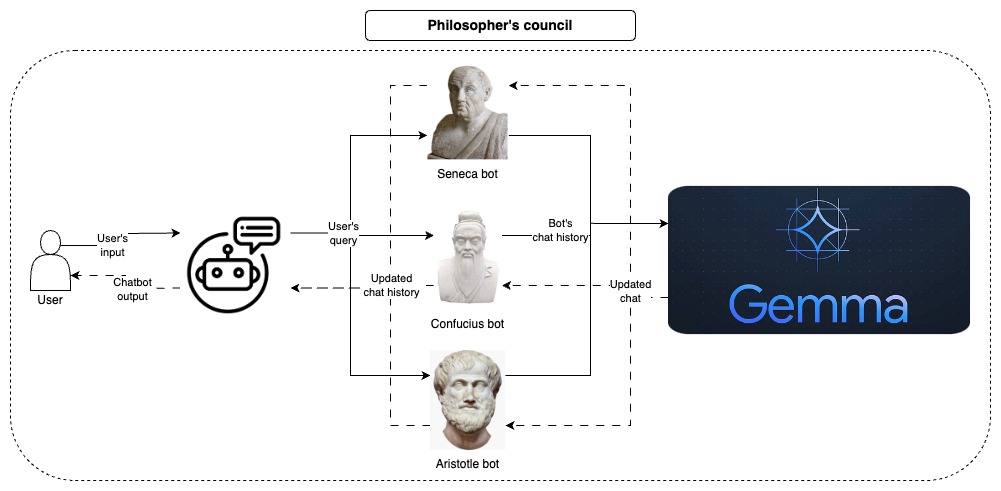 Philosopher's council
Seneca bot
User's
input
Chatbot
output
User
User's
query
Updated
chat history
Confucius bot
Bot's
chat history
Updated
chat
Gemma
Aristotle bot